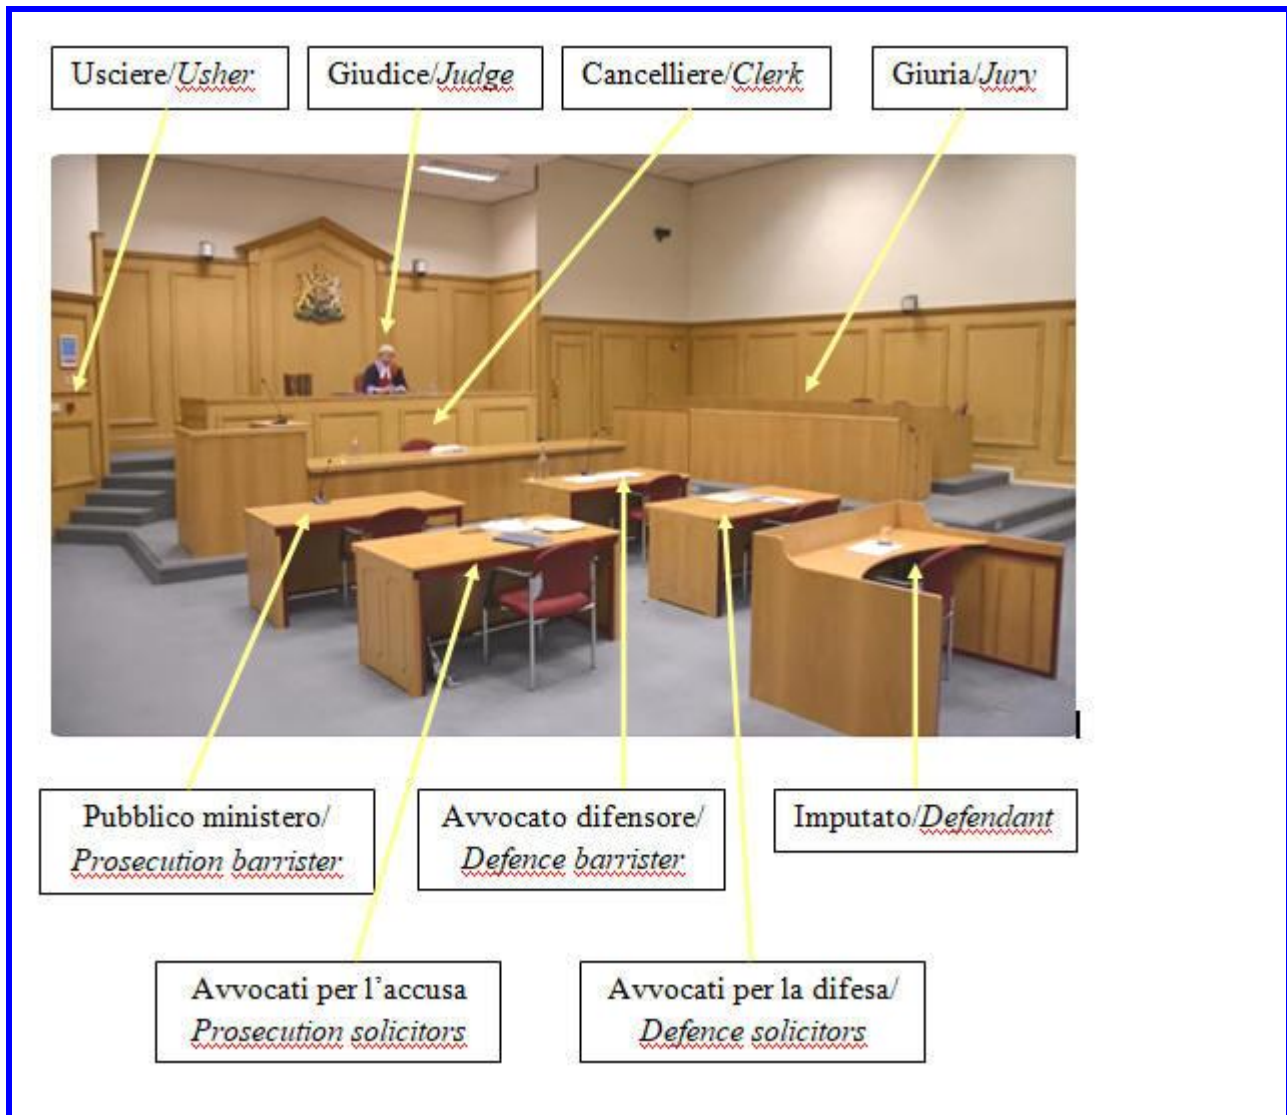 Usciere/Usher
Giudice/Judge
Cancelliere/Clerk
Giuria/Jury
Pubblico ministero/
Prosecution barrister
Avvocato difensore/
Defence barrister
Imputato/Defendant
Avvocati per l'accusa
Prosecution solicitors
Avvocati per la difesa/
Defence solicitors